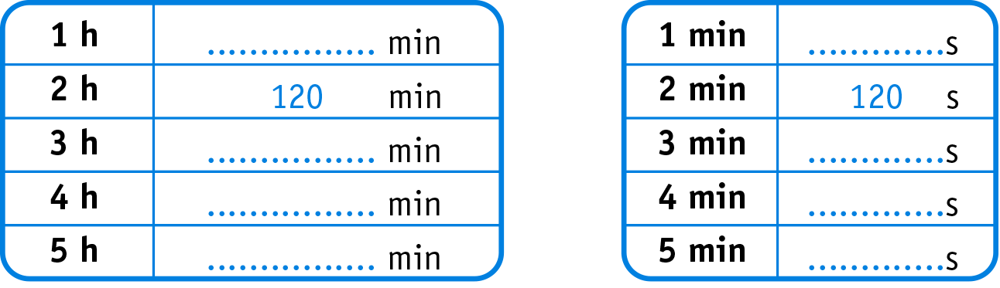 1 h ................ min
2 h 120 min
3 h ................ min
4 h ................ min
5 h ................ min
1 min .............s
2 min 120 s
3 min .............s
4 min .............s
5 min .............s